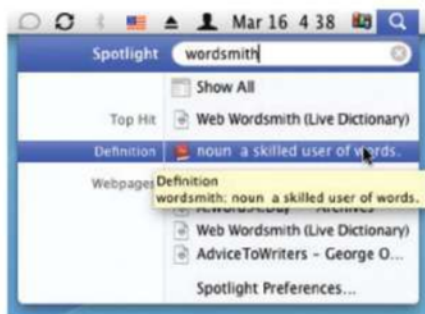 Mar 16 4 38
Spotlight wordsmith
Show All
Top Hit Web Wordsmith (Live Dictionary)
Definition noun a skilled user of words.
Webpages Definition
wordsmith: noun a skilled user of words.
Archives
Web Wordsmith (Live Dictionary)
AdviceToWriters - George O...
Spotlight Preferences...